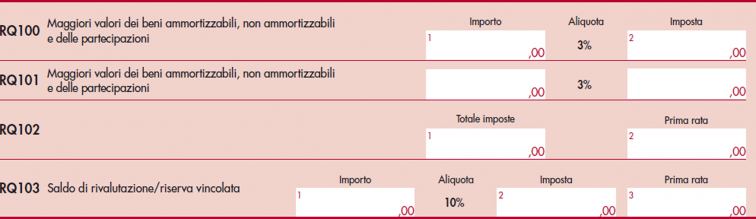 Importo Aliquota Imposta
RQ100 Maggiori valori dei beni ammortizzabili, non ammortizzabili
e delle partecipazioni
1 ,00 3% 2 ,00
RQ101 Maggiori valori dei beni ammortizzabili, non ammortizzabili
e delle partecipazioni
,00 3% ,00
Totale imposte Prima rata
RQ102 1 ,00 2 ,00
Importo Aliquota Imposta Prima rata
RQ103 Saldo di rivalutazione/riserva vincolata 1 ,00 10% 2 ,00 3 ,00